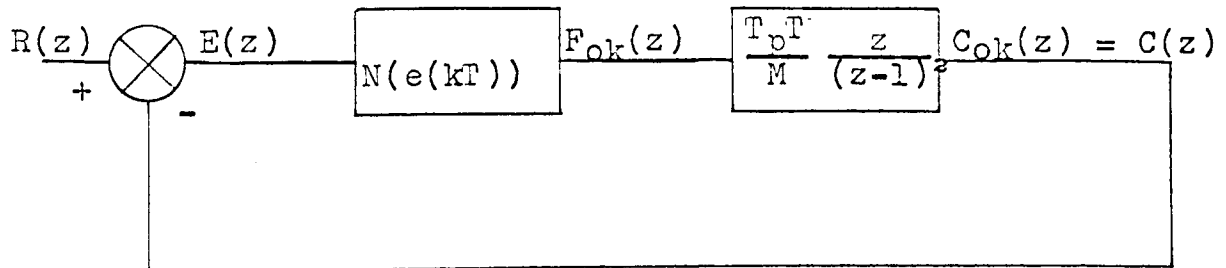 R(z)
+
-
E(z)
N(e(kT))
F_ok(z)
T_pT z
M (z-1)²
C_ok(z) = C(z)